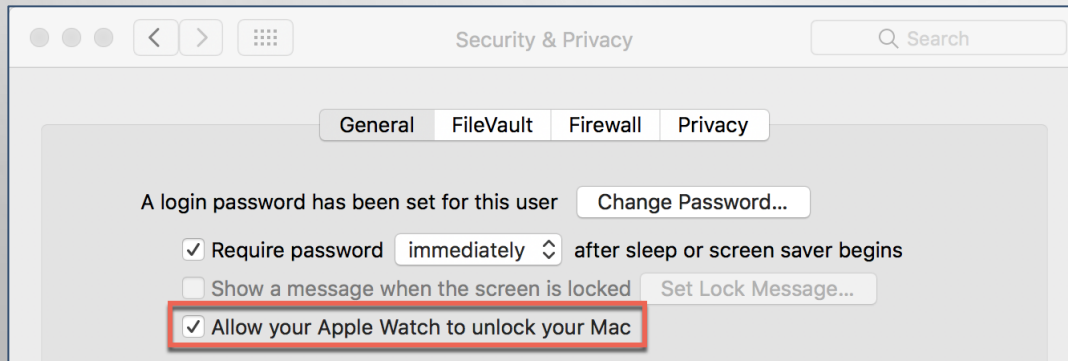 Security & Privacy
Search
General FileVault Firewall Privacy
A login password has been set for this user Change Password...
Require password immediately after sleep or screen saver begins
Show a message when the screen is locked Set Lock Message...
Allow your Apple Watch to unlock your Mac